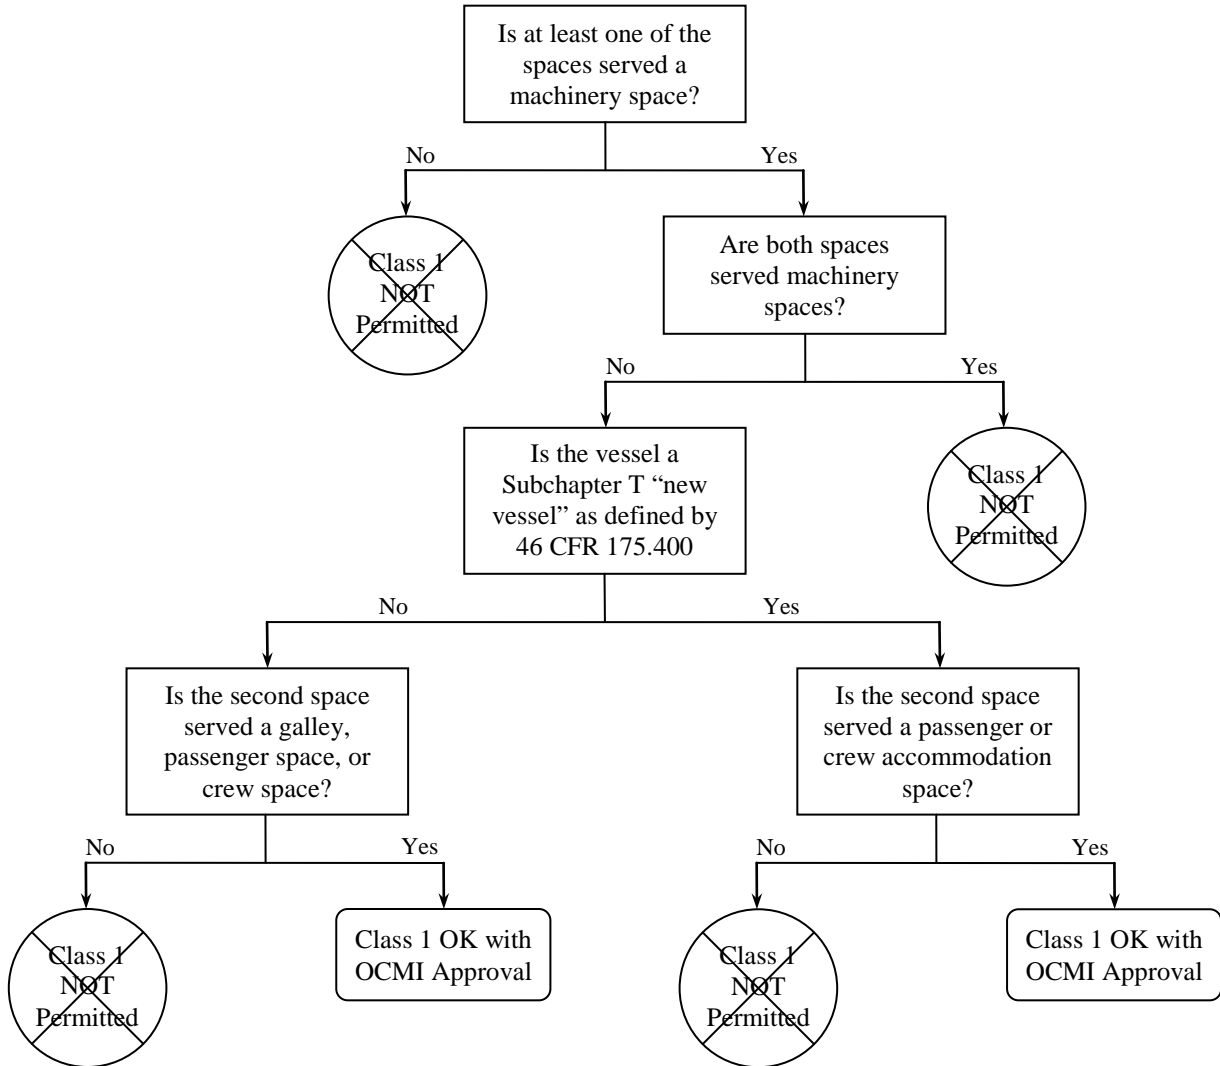 Is at least one of the
spaces served a
machinery space?
No
Yes
Class 1
NOT
Permitted
Are both spaces
served machinery
spaces?
No
Yes
Is the vessel a
Subchapter T “new
vessel” as defined by
46 CFR 175.400
Class 1
NOT
Permitted
No
Yes
Is the second space
served a galley,
passenger space, or
crew space?
Is the second space
served a passenger or
crew accommodation
space?
No
Yes
No
Yes
Class 1
NOT
Permitted
Class 1 OK with
OCMI Approval
Class 1
NOT
Permitted
Class 1 OK with
OCMI Approval